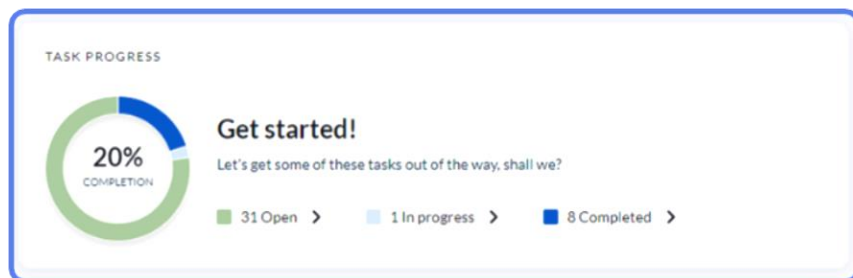 TASK PROGRESS
20%
COMPLETION
Get started!
Let's get some of these tasks out of the way, shall we?
31 Open
1 In progress
8 Completed